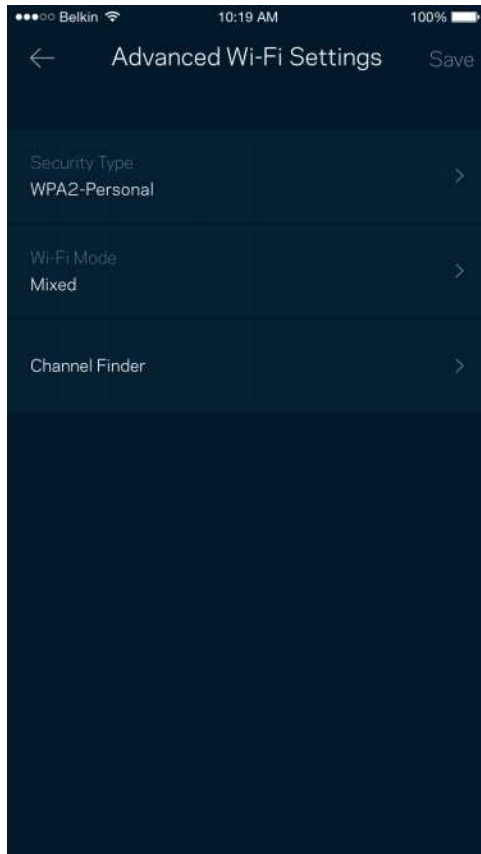 Belkin 10:19 AM 100%
Advanced Wi-Fi Settings Save
Security Type
WPA2-Personal
Wi-Fi Mode
Mixed
Channel Finder